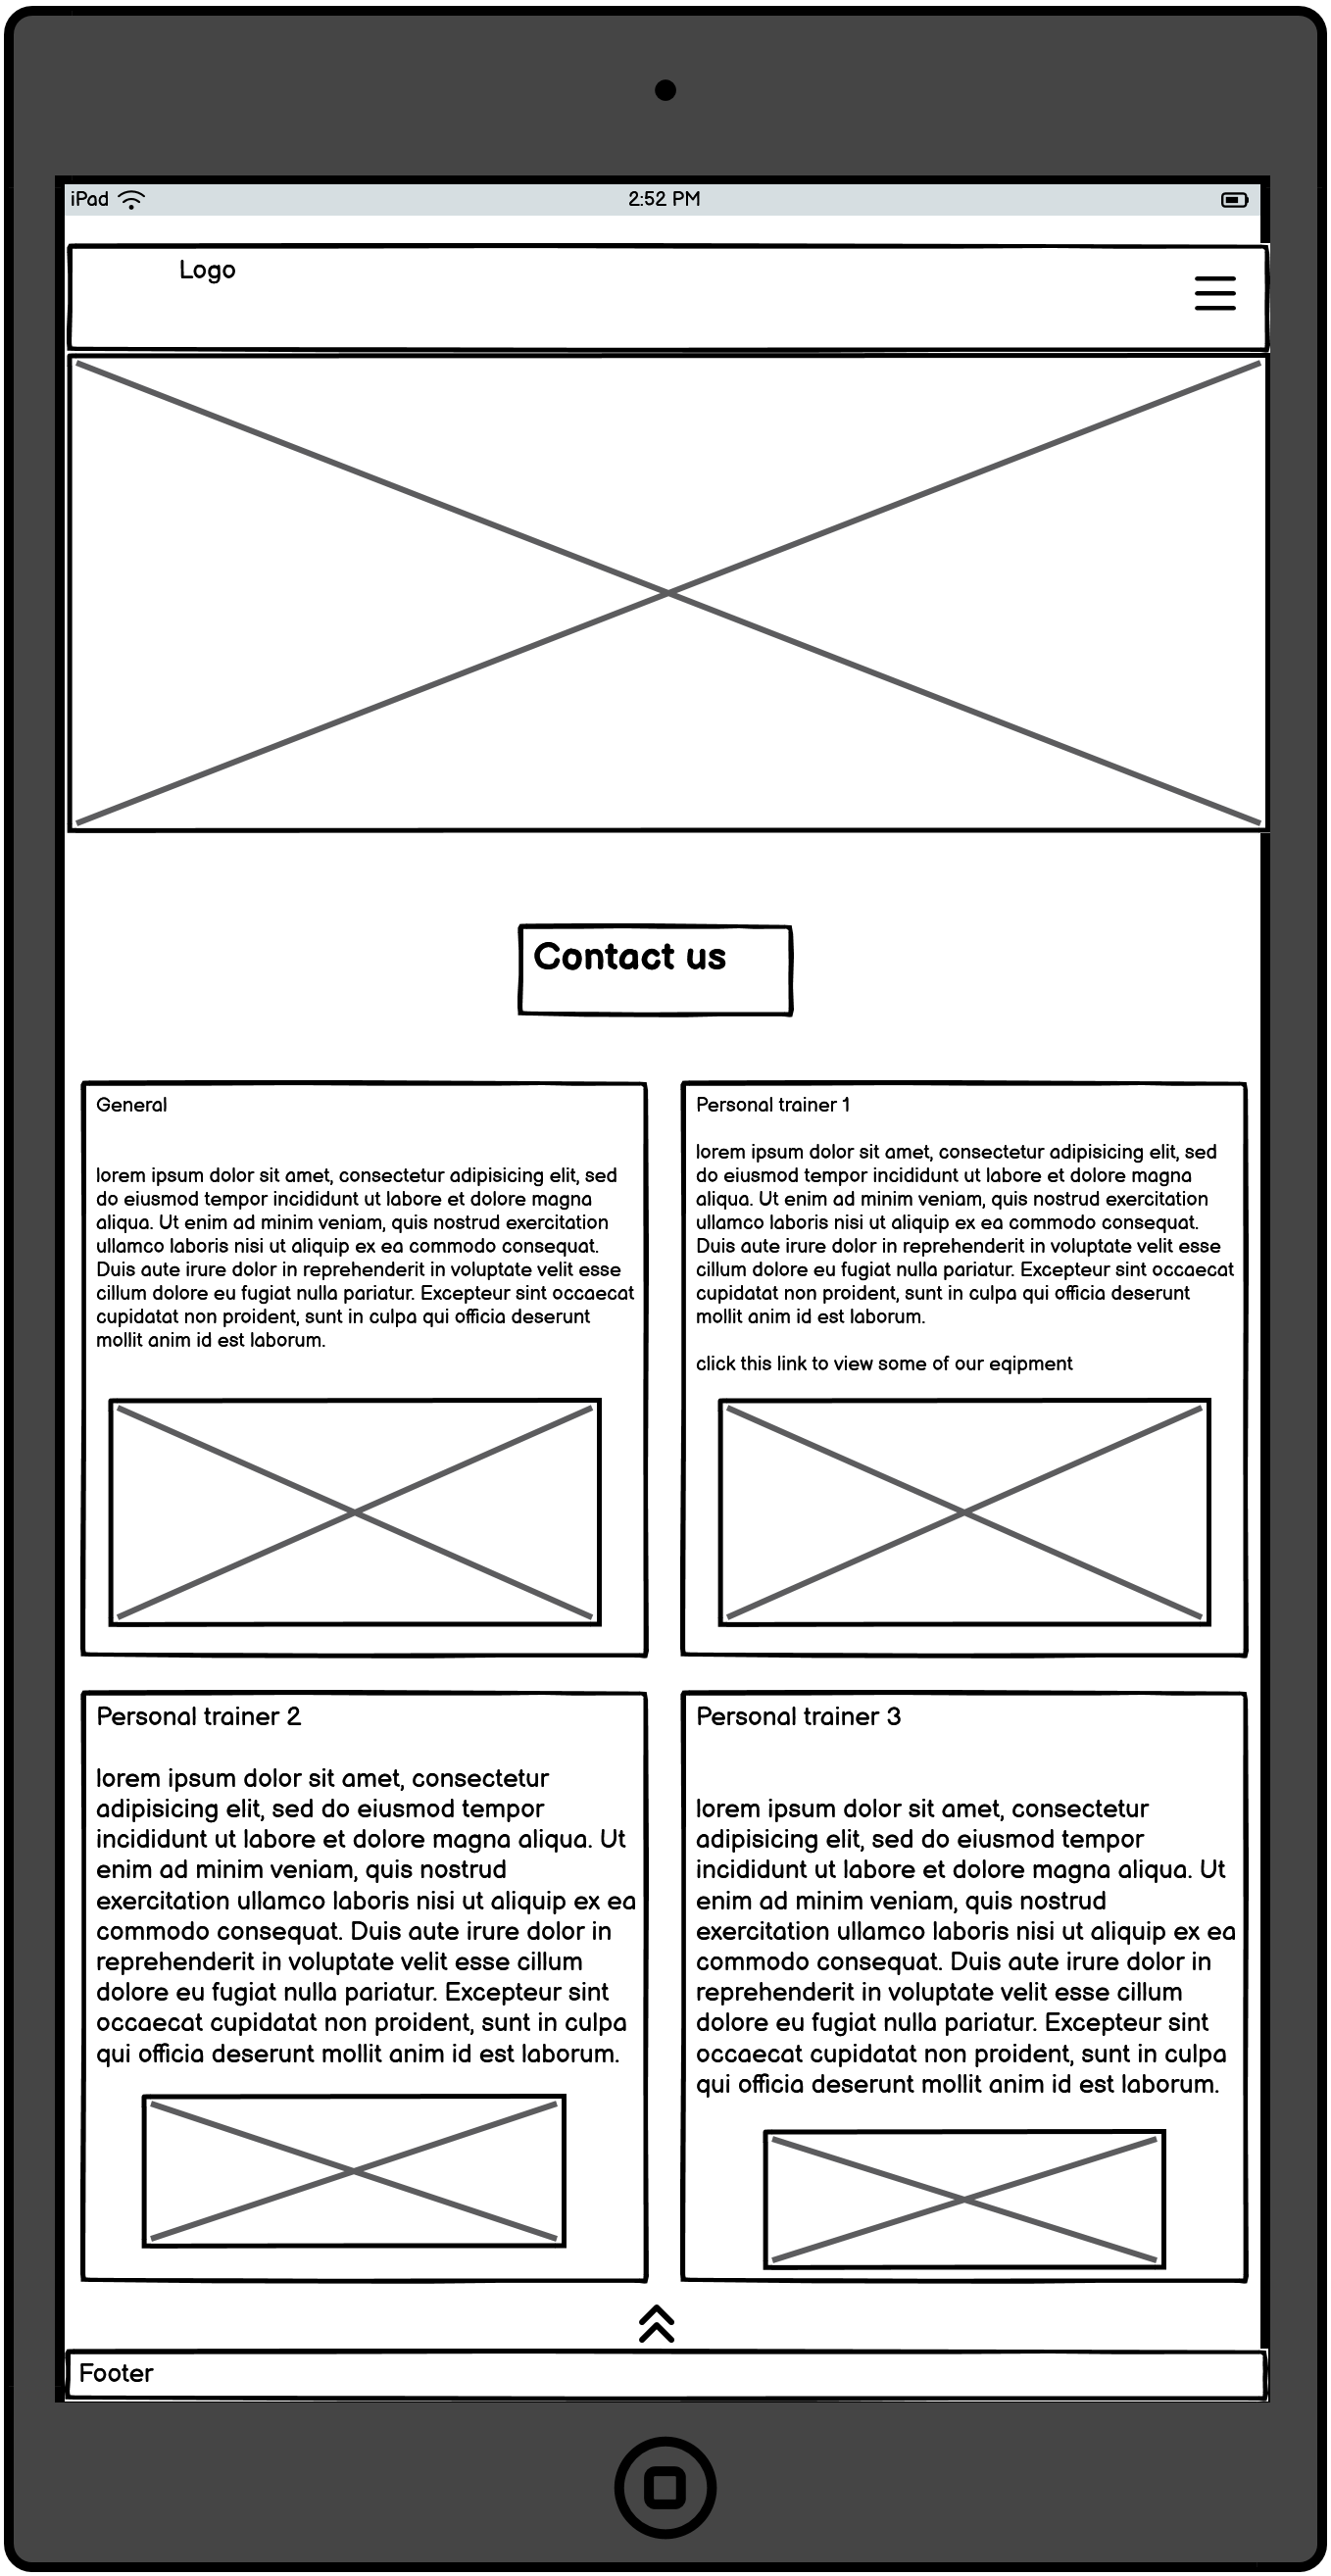 iPad
2:52 PM
Logo
Contact us
General
lorem ipsum dolor sit amet, consectetur adipisicing elit, sed
do eiusmod tempor incididunt ut labore et dolore magna
aliqua. Ut enim ad minim veniam, quis nostrud exercitation
ullamco laboris nisi ut aliquip ex ea commodo consequat.
Duis aute irure dolor in reprehenderit in voluptate velit esse
cillum dolore eu fugiat nulla pariatur. Excepteur sint occaecat
cupidatat non proident, sunt in culpa qui officia deserunt
mollit anim id est laborum.
Personal trainer 1
lorem ipsum dolor sit amet, consectetur adipisicing elit, sed
do eiusmod tempor incididunt ut labore et dolore magna
aliqua. Ut enim ad minim veniam, quis nostrud exercitation
ullamco laboris nisi ut aliquip ex ea commodo consequat.
Duis aute irure dolor in reprehenderit in voluptate velit esse
cillum dolore eu fugiat nulla pariatur. Excepteur sint occaecat
cupidatat non proident, sunt in culpa qui officia deserunt
mollit anim id est laborum.
click this link to view some of our eqipment
Personal trainer 2
lorem ipsum dolor sit amet, consectetur
adipisicing elit, sed do eiusmod tempor
incididunt ut labore et dolore magna aliqua. Ut
enim ad minim veniam, quis nostrud
exercitation ullamco laboris nisi ut aliquip ex ea
commodo consequat. Duis aute irure dolor in
reprehenderit in voluptate velit esse cillum
dolore eu fugiat nulla pariatur. Excepteur sint
occaecat cupidatat non proident, sunt in culpa
qui officia deserunt mollit anim id est laborum.
Personal trainer 3
lorem ipsum dolor sit amet, consectetur
adipisicing elit, sed do eiusmod tempor
incididunt ut labore et dolore magna aliqua. Ut
enim ad minim veniam, quis nostrud
exercitation ullamco laboris nisi ut aliquip ex ea
commodo consequat. Duis aute irure dolor in
reprehenderit in voluptate velit esse cillum
dolore eu fugiat nulla pariatur. Excepteur sint
occaecat cupidatat non proident, sunt in culpa
qui officia deserunt mollit anim id est laborum.
Footer